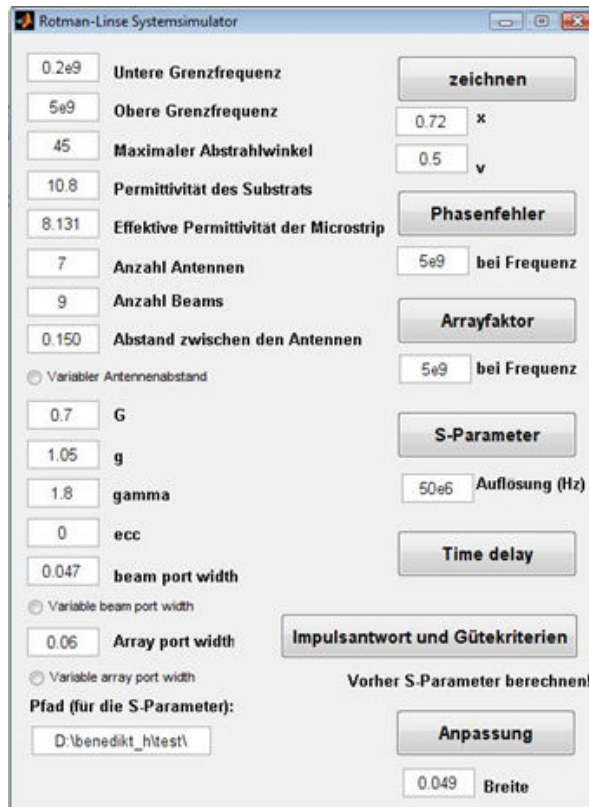 Rotman-Linse Systemsimulator
0.2e9 Untere Grenzfrequenz
5e9 Obere Grenzfrequenz
45 Maximaler Abstrahlwinkel
10.8 Permittivität des Substrats
8.131 Effektive Permittivität der Microstrip
7 Anzahl Antennen
9 Anzahl Beams
0.150 Abstand zwischen den Antennen
Variabler Antennenabstand
0.7 G
1.05 g
1.8 gamma
0 ecc
0.047 beam port width
Variable beam port width
0.06 Array port width
Variable array port width
Pfad (für die S-Parameter):
D:\benedikt_h\test\
zeichnen
0.72 x
0.5 v
Phasenfehler
5e9 bei Frequenz
Arrayfaktor
5e9 bei Frequenz
S-Parameter
50e6 Auflösung (Hz)
Time delay
Impulsantwort und Gütekriterien
Vorher S-Parameter berechnen!
Anpassung
0.049 Breite